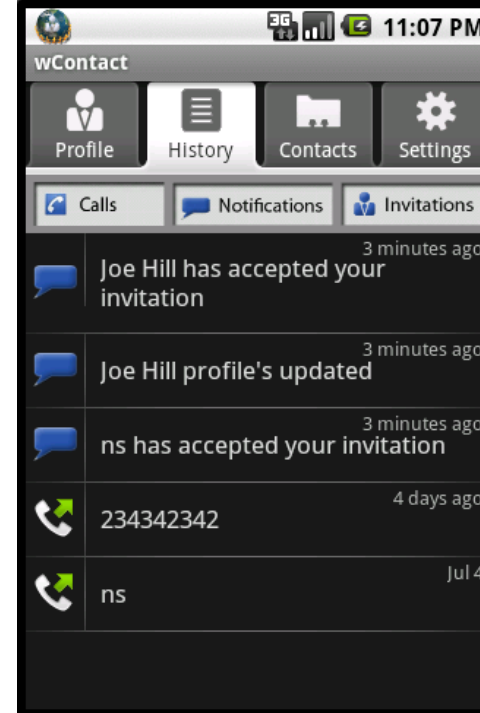 3G 11:07 PM
wContact
Profile History Contacts Settings
Calls Notifications Invitations
3 minutes ago
Joe Hill has accepted your
invitation
3 minutes ago
Joe Hill profile's updated
3 minutes ago
ns has accepted your invitation
4 days ago
234342342
Jul 4
ns